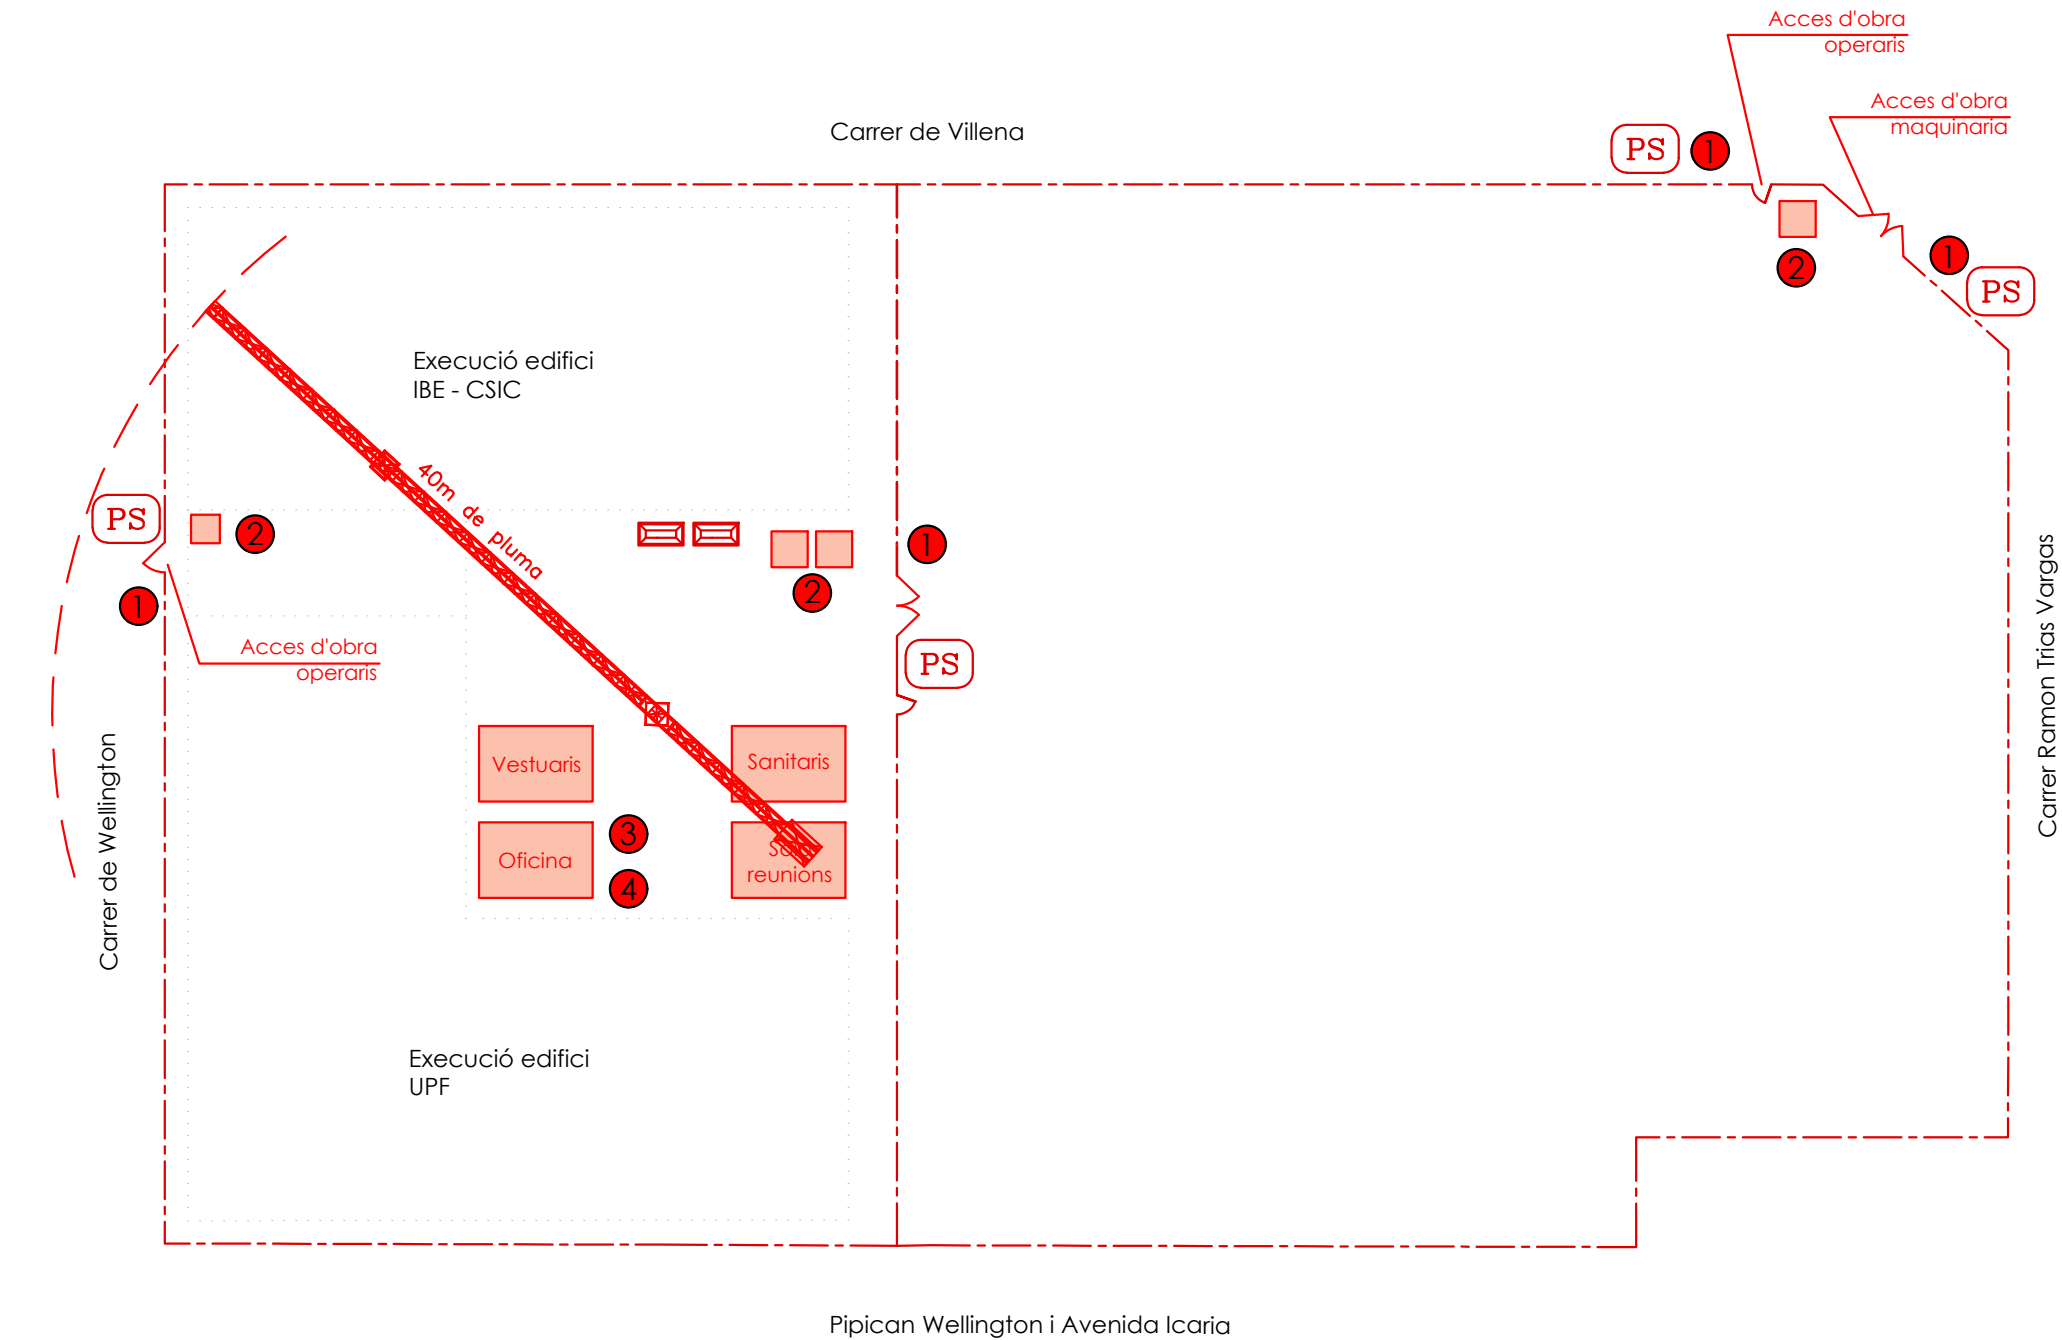 Acces d'obra
operaris
Acces d'obra
maquinaria
Carrer de Villena
PS
1
2
1
PS
Execució edifici
IBE - CSIC
40m de pluma
PS
2
1
1
2
Acces d'obra
operaris
PS
Carrer Ramon Trias Vargas
Carrer de Wellington
Vestuaris
Sanitaris
3
Oficina
4
reunions
Execució edifici
UPF
Pipican Wellington i Avenida Icaria